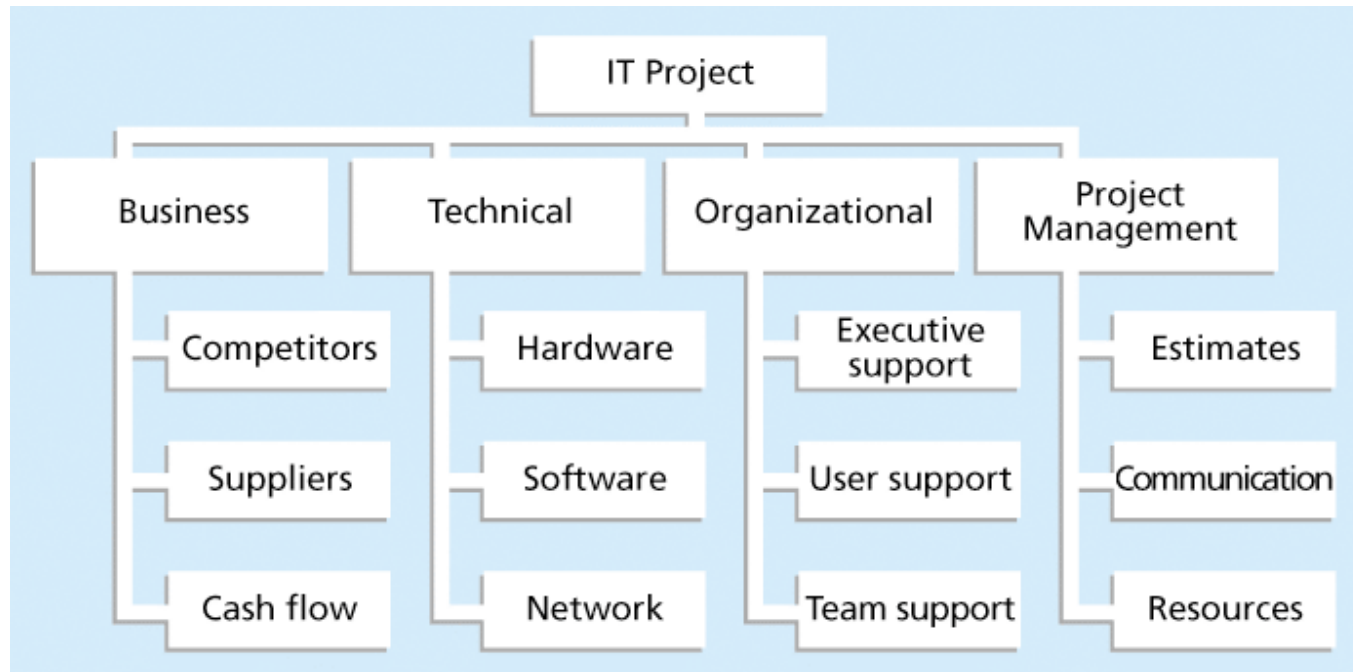 IT Project
Business
Technical
Organizational
Project
Management
Competitors
Hardware
Executive
support
Estimates
Suppliers
Software
User support
Communication
Cash flow
Network
Team support
Resources